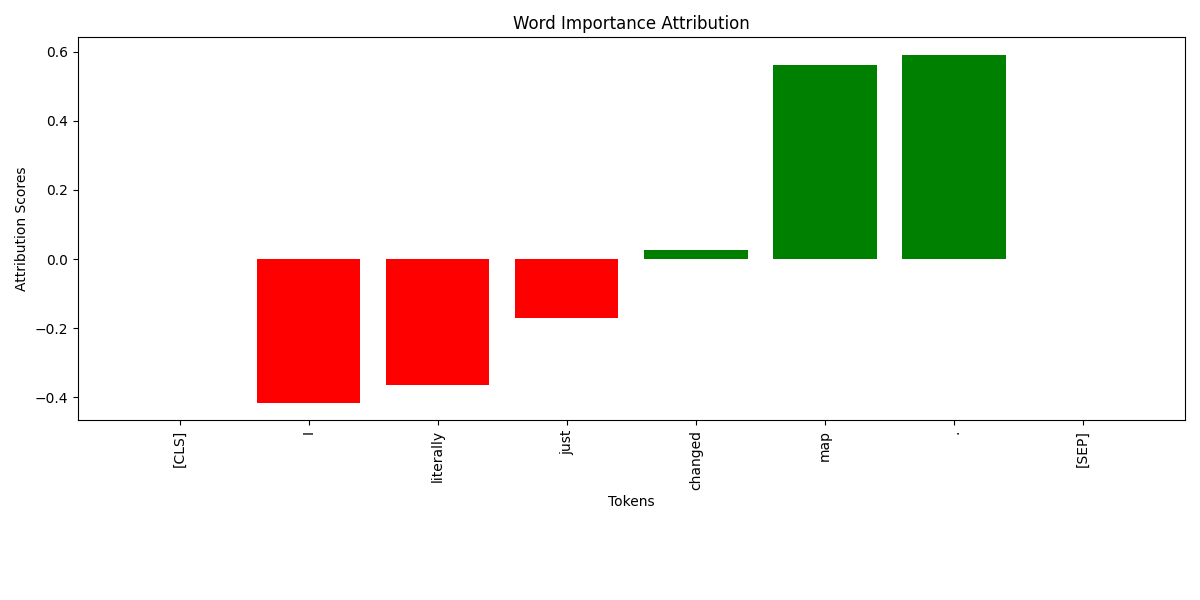 Word Importance Attribution
Attribution Scores
0.6
0.4
0.2
0.0
−0.2
−0.4
[CLS]
I
literally
just
changed
map
.
[SEP]
Tokens